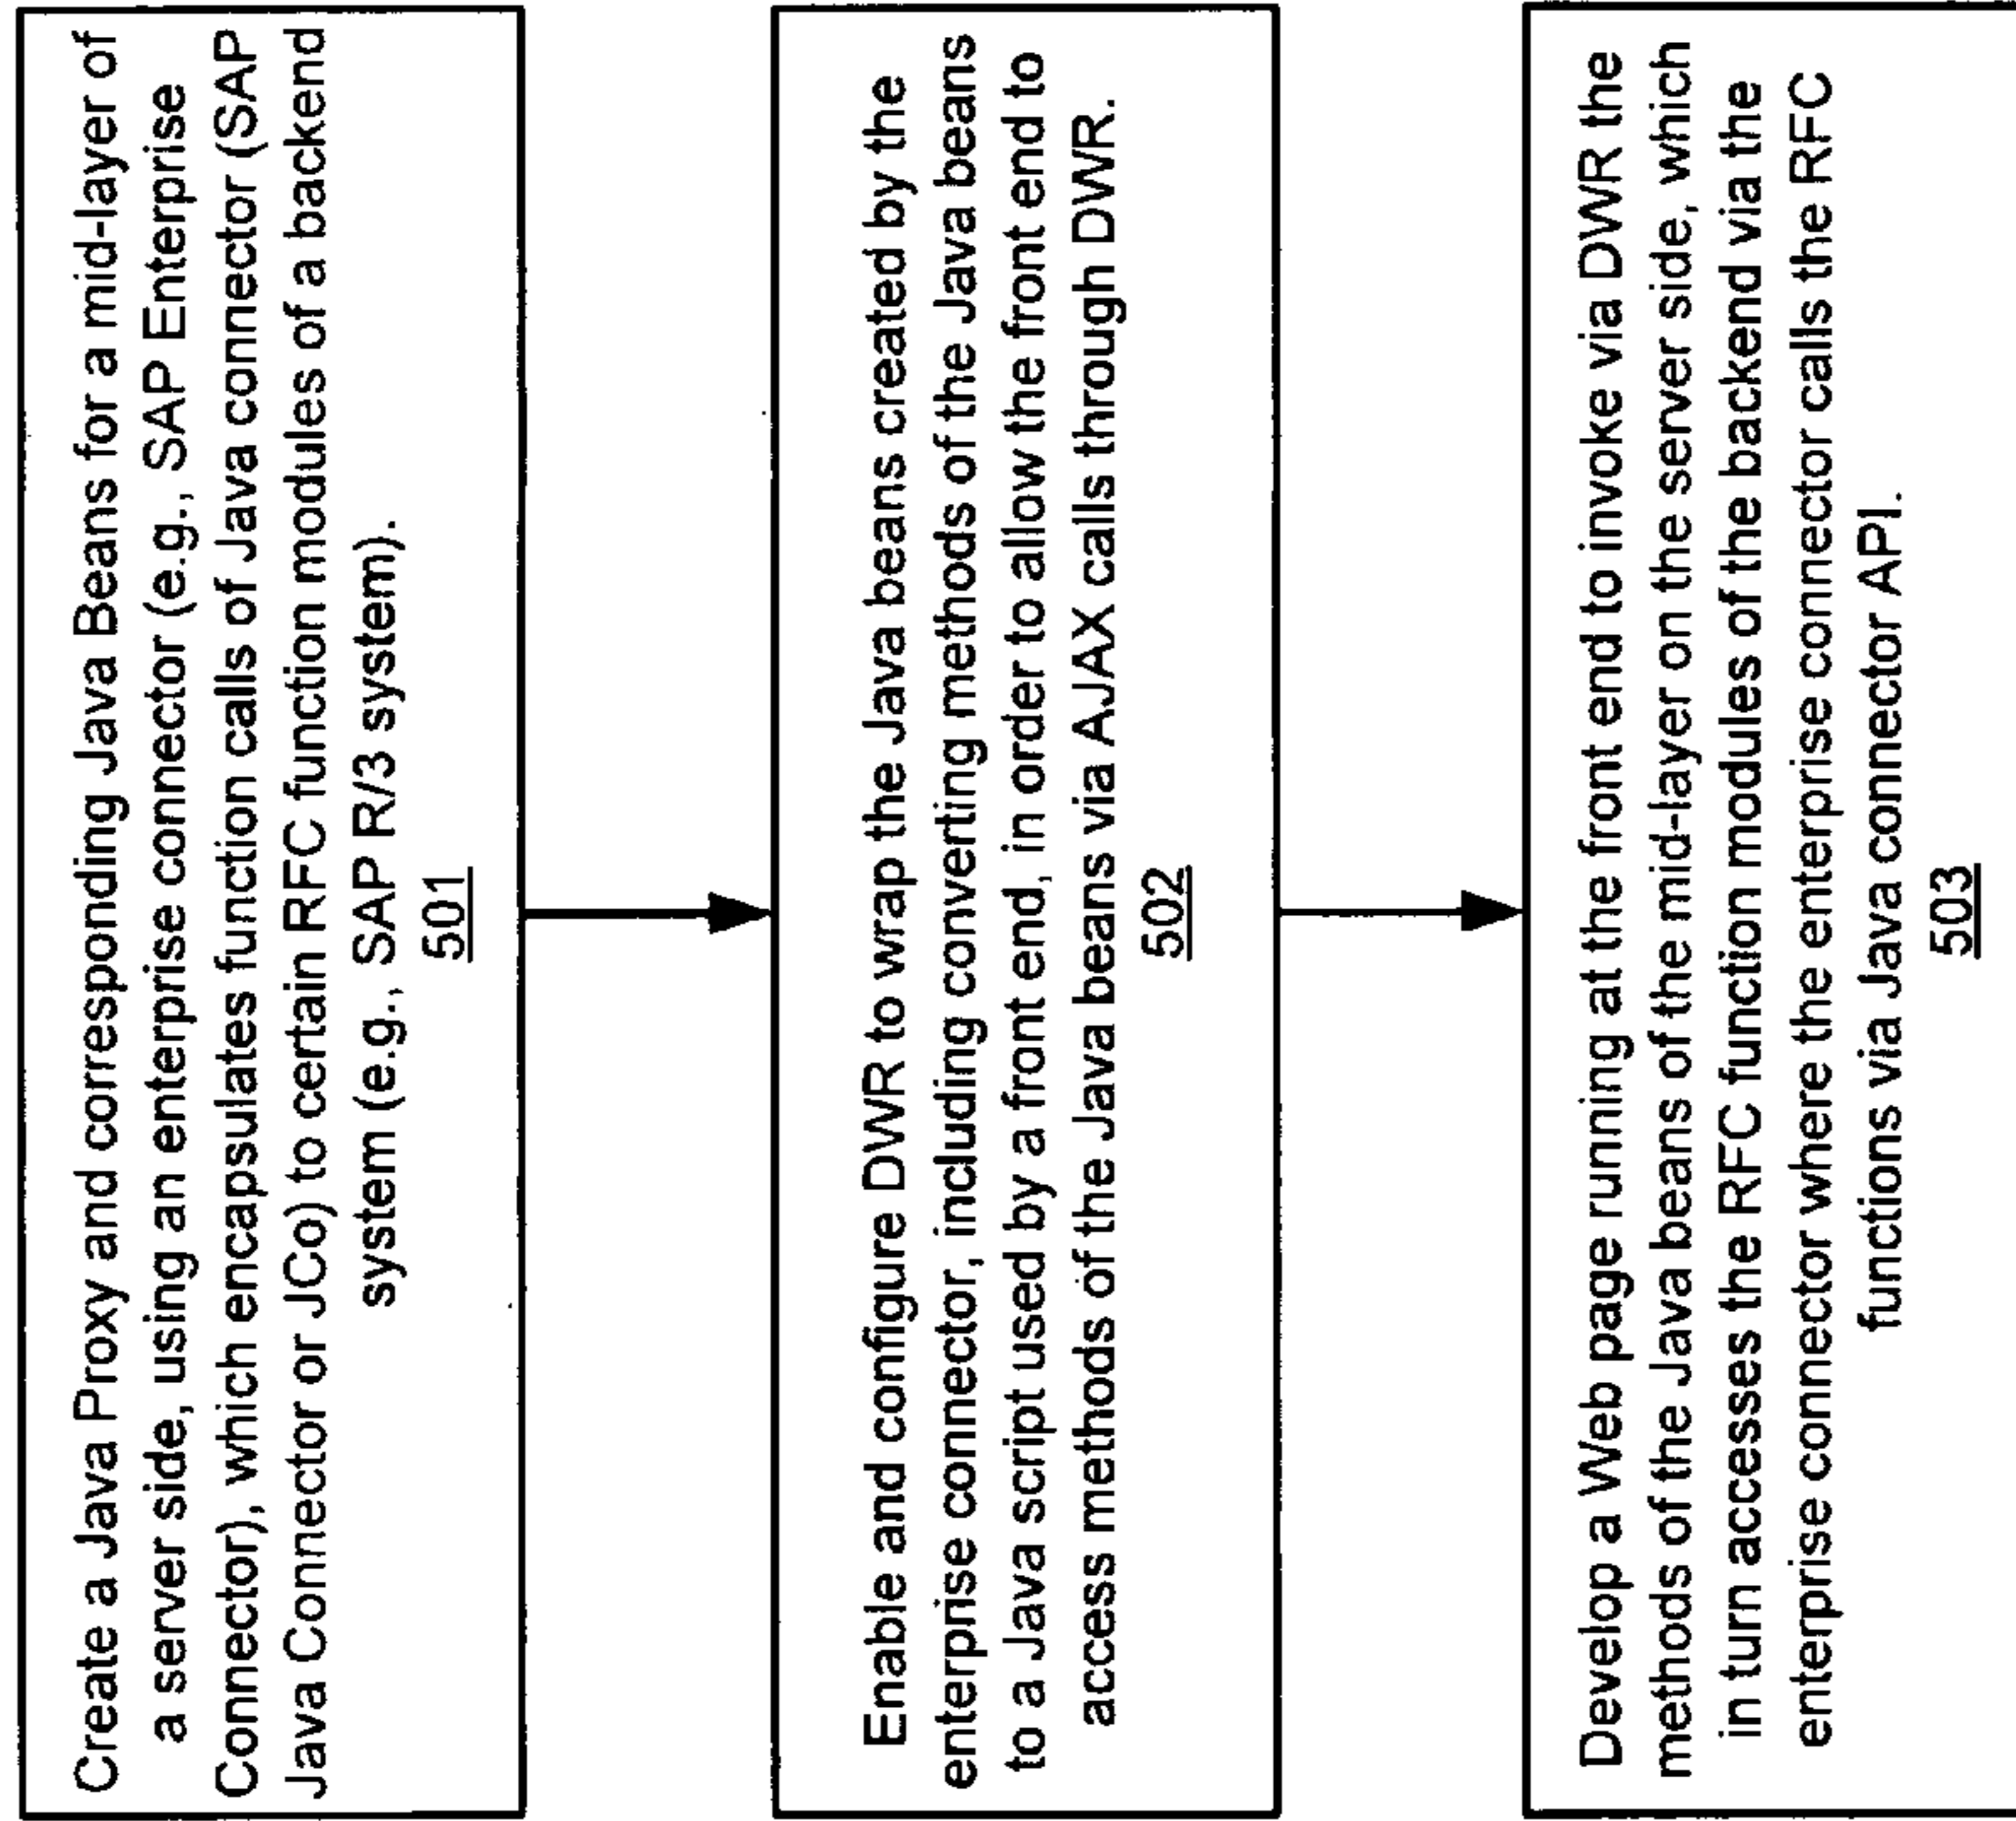 Create a Java Proxy and corresponding Java Beans for a mid-layer of
a server side, using an enterprise connector (e.g., SAP Enterprise
Connector), which encapsulates function calls of Java connector (SAP
Java Connector or JCo) to certain RFC function modules of a backend
system (e.g., SAP R/3 system).
501
Enable and configure DWR to wrap the Java beans created by the
enterprise connector, including converting methods of the Java beans
to a Java script used by a front end, in order to allow the front end to
access methods of the Java beans via AJAX calls through DWR.
502
Develop a Web page running at the front end to invoke via DWR the
methods of the Java beans of the mid-layer on the server side, which
in turn accesses the RFC function modules of the backend via the
enterprise connector where the enterprise connector calls the RFC
functions via Java connector API.
503